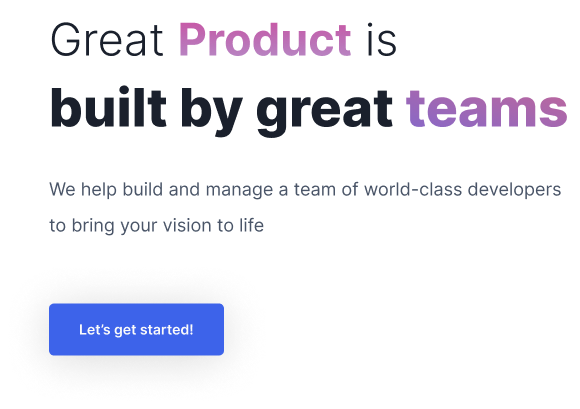 Great Product is
built by great teams
We help build and manage a team of world-class developers
to bring your vision to life
Let’s get started!